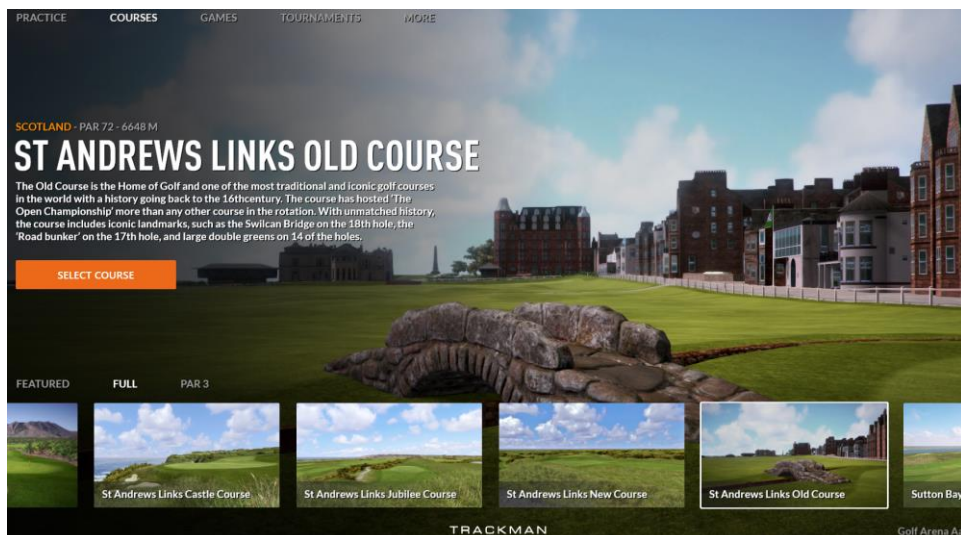 PRACTICE COURSES GAMES TOURNAMENTS MORE
SCOTLAND - PAR 72 - 6648 M
ST ANDREWS LINKS OLD COURSE
The Old Course is the Home of Golf and one of the most traditional and iconic golf courses
in the world with a history going back to the 16thcentury. The course has hosted 'The
Open Championship' more than any other course in the rotation. With unmatched history,
the course includes iconic landmarks, such as the Swilcan Bridge on the 18th hole, the
'Road bunker' on the 17th hole, and large double greens on 14 of the holes.
SELECT COURSE
FEATURED FULL PAR 3
St Andrews Links Castle Course St Andrews Links Jubilee Course St Andrews Links New Course St Andrews Links Old Course Sutton Bay
TRACKMAN
Golf Arena